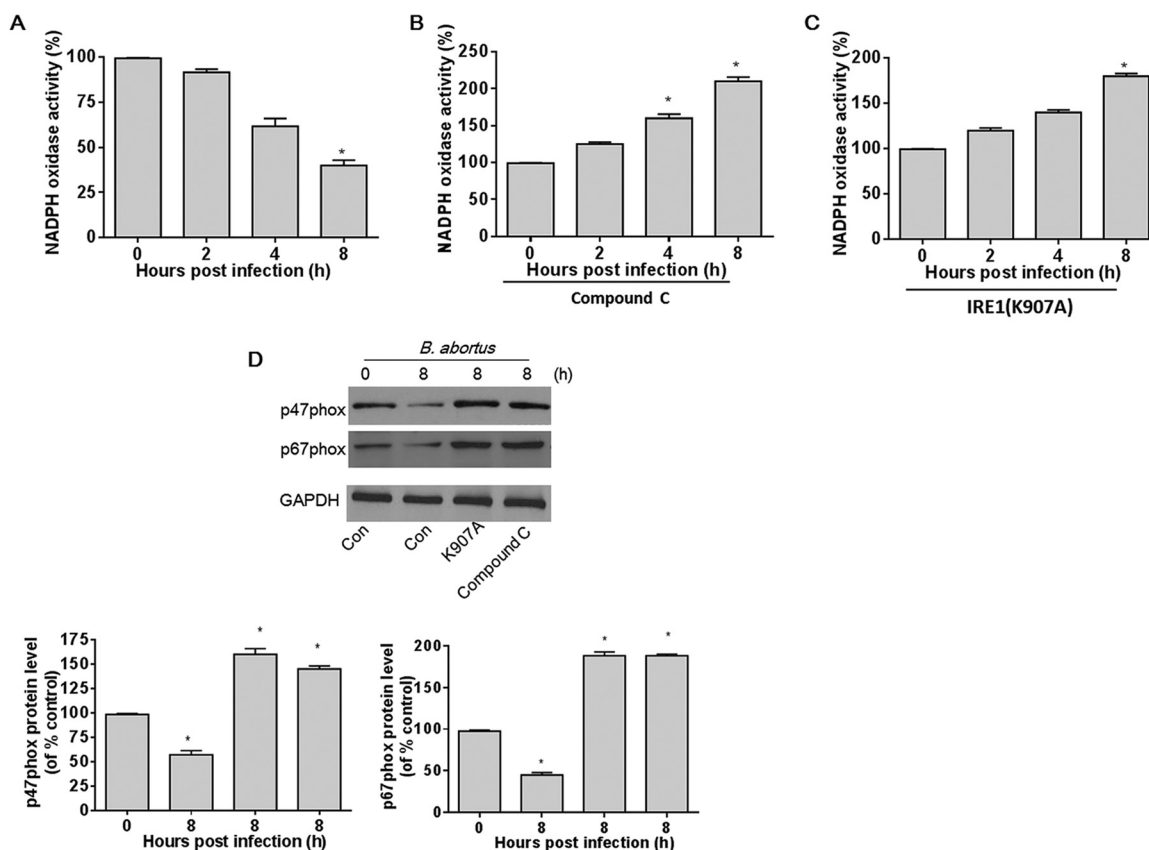 A
NADPH oxidase activity (%)
100
75
50
25
0
*
0 2 4 8
Hours post infection (h)
B
NADPH oxidase activity (%)
250
200
150
100
50
0
* *
0 2 4 8
Hours post infection (h)
Compound C
C
NADPH oxidase activity (%)
200
150
100
50
0
*
0 2 4 8
Hours post infection (h)
IRE1(K907A)
D
B. abortus
0 8 8 8 (h)
p47phox
p67phox
GAPDH
Con Con K907A Compound C
p47phox protein level
(of % control)
175
150
125
100
75
50
25
0
* * *
0 8 8 8
Hours post infection (h)
p67phox protein level
(of % control)
200
150
100
50
0
* * *
0 8 8 8
Hours post infection (h)